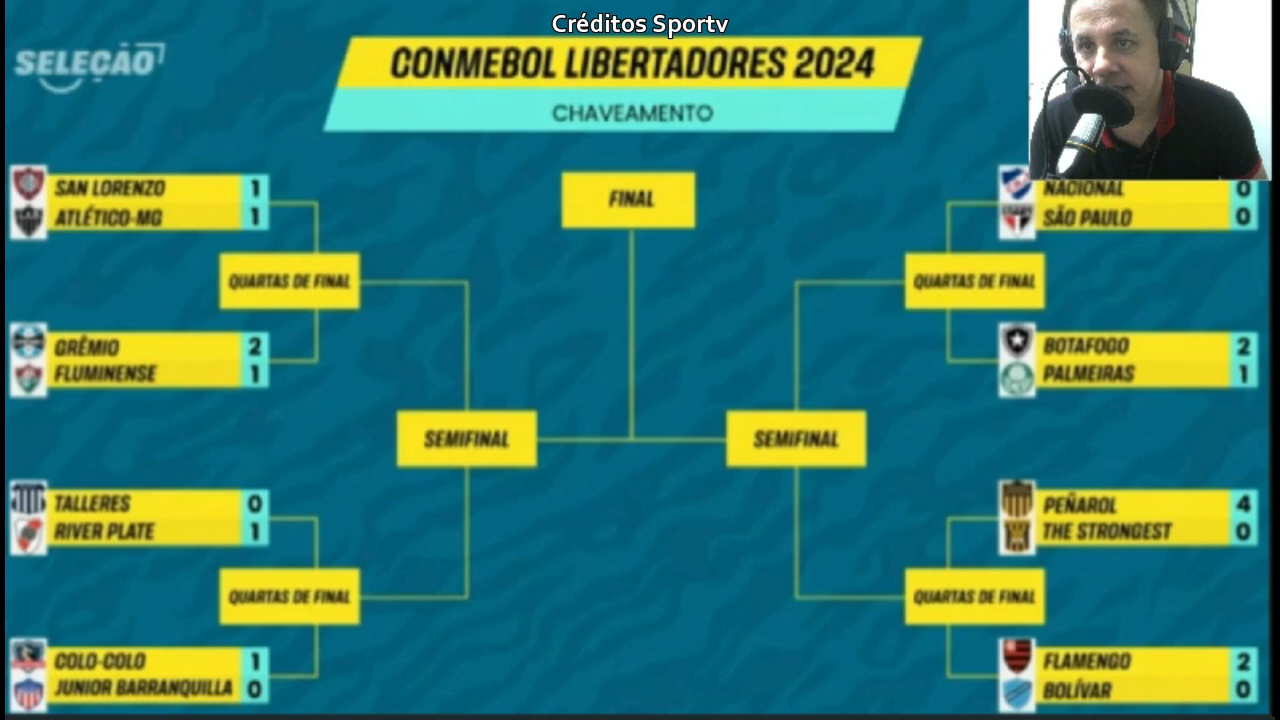 Créditos Sportv
SELEÇÃO
CONMEBOL LIBERTADORES 2024
CHAVEAMENTO
SAN LORENZO 1
ATLÉTICO-MG 1
QUARTAS DE FINAL
GRÊMIO 2
FLUMINENSE 1
SEMIFINAL
TALLERES 0
RIVER PLATE 1
QUARTAS DE FINAL
COLO-COLO 1
JUNIOR BARRANQUILLA 0
FINAL
NACIONAL 0
SÃO PAULO 0
QUARTAS DE FINAL
BOTAFOGO 2
PALMEIRAS 1
SEMIFINAL
PEÑAROL 4
THE STRONGEST 0
QUARTAS DE FINAL
FLAMENGO 2
BOLÍVAR 0